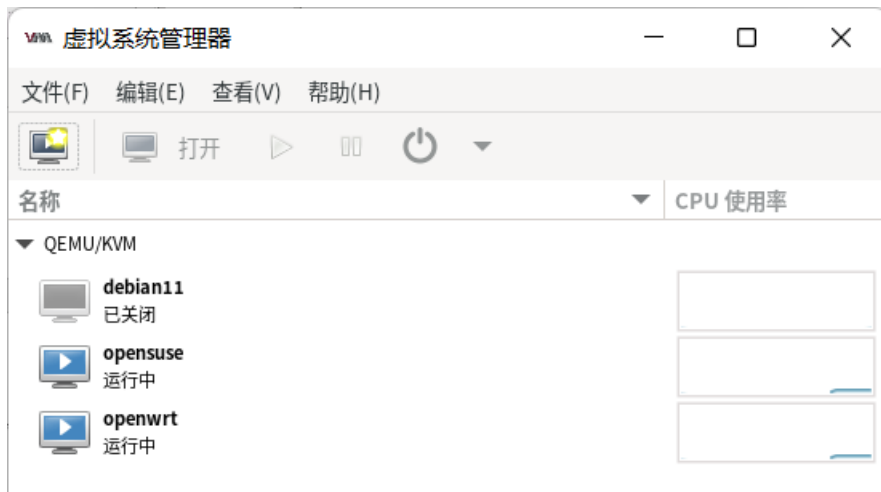 虚拟系统管理器
文件(F) 编辑(E) 查看(V) 帮助(H)
打开
名称 CPU 使用率
QEMU/KVM
debian11
已关闭
opensuse
运行中
openwrt
运行中